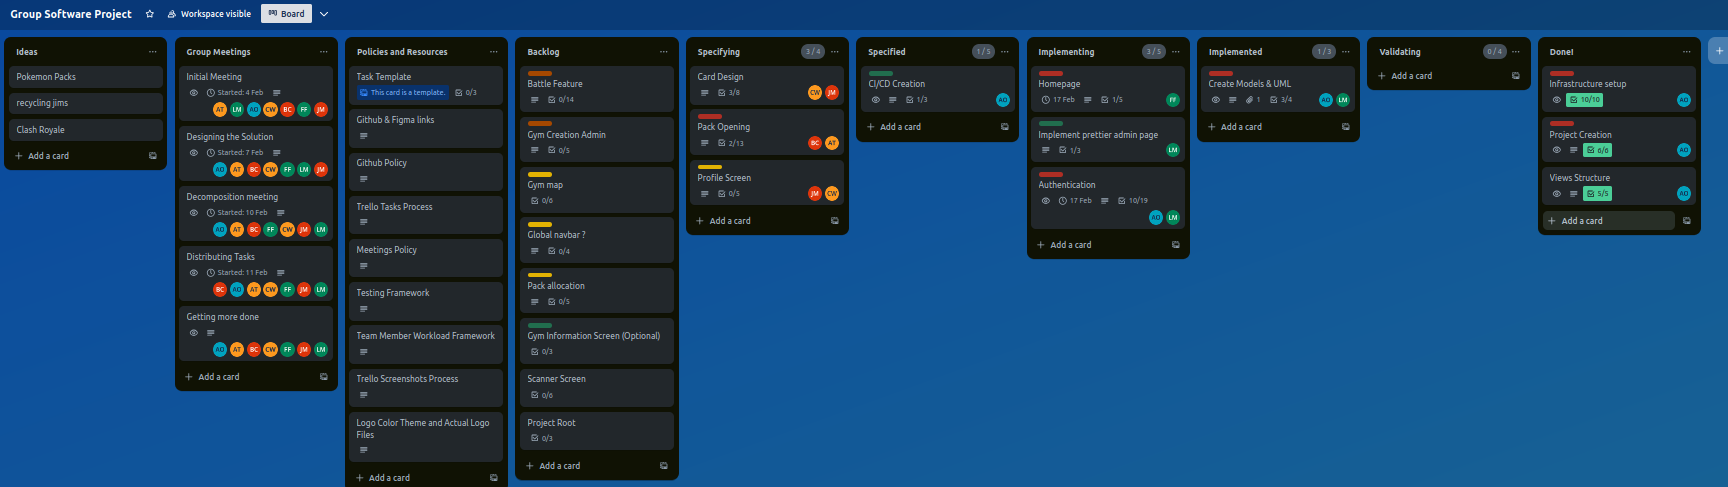 Group Software Project
Workspace visible
Board
Ideas
Pokemon Packs
recycling jims
Clash Royale
Add a card
Group Meetings
Initial Meeting
Started: 4 Feb
AT LM AO CW BC FF JM
Designing the Solution
Started: 7 Feb
AO AT BC CW FF LM JM
Decomposition meeting
Started: 10 Feb
AO AT BC FF CW JM LM
Distributing Tasks
Started: 11 Feb
BC AO AT CW FF JM LM
Getting more done
AO AT BC CW FF JM LM
Add a card
Policies and Resources
Task Template
This card is a template.
0/3
Github & Figma links
Github Policy
Trello Tasks Process
Meetings Policy
Testing Framework
Team Member Workload Framework
Trello Screenshots Process
Logo Color Theme and Actual Logo
Files
Add a card
Backlog
Battle Feature
0/14
Gym Creation Admin
0/5
Gym map
0/6
Global navbar ?
0/4
Pack allocation
0/5
Gym Information Screen (Optional)
0/3
Scanner Screen
0/6
Project Root
0/3
Add a card
Specifying
3 / 4
Card Design
3/8
CW JM
Pack Opening
2/13
BC AT
Profile Screen
0/5
JM CW
Add a card
Specified
1 / 5
CI/CD Creation
1/3
AO
Add a card
Implementing
3 / 5
Homepage
17 Feb
1/5
FF
Implement prettier admin page
1/3
LM
Authentication
17 Feb
10/19
AO LM
Add a card
Implemented
1 / 3
Create Models & UML
1
3/4
AO LM
Add a card
Validating
0 / 4
Add a card
Done!
Infrastructure setup
10/10
AO
Project Creation
6/6
AO
Views Structure
5/5
AO
Add a card